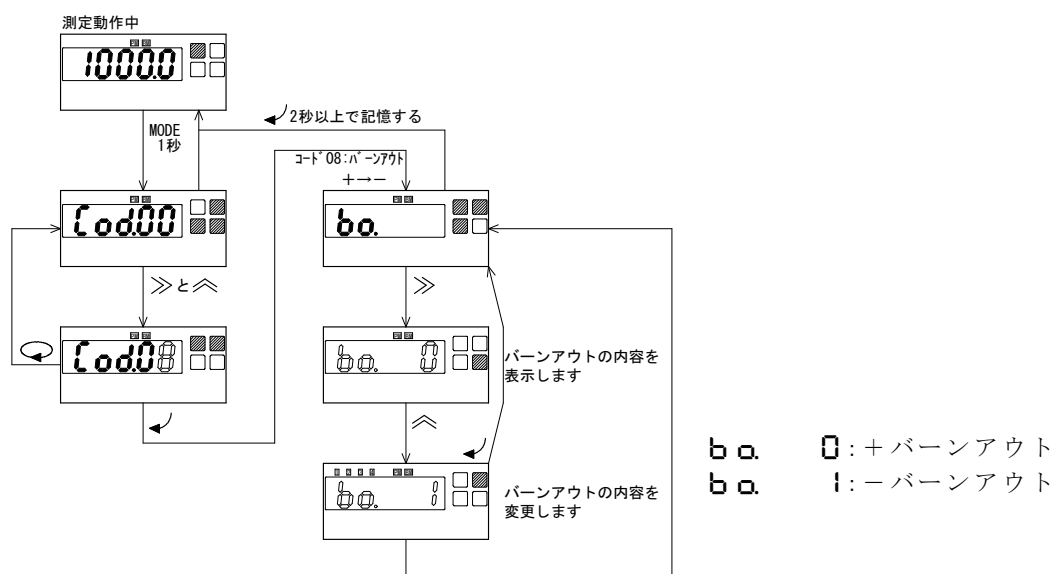 測定動作中
1000.0
MODE
1秒
2秒以上で記憶する
コード08:バーンアウト
+→−
Cod.00
bo.
≫と︽
≫
Cod.08
bo. 0
バーンアウトの内容を
表示します
︽
bo. 1
バーンアウトの内容を
変更します
bo. 0:+バーンアウト
bo. 1:−バーンアウト